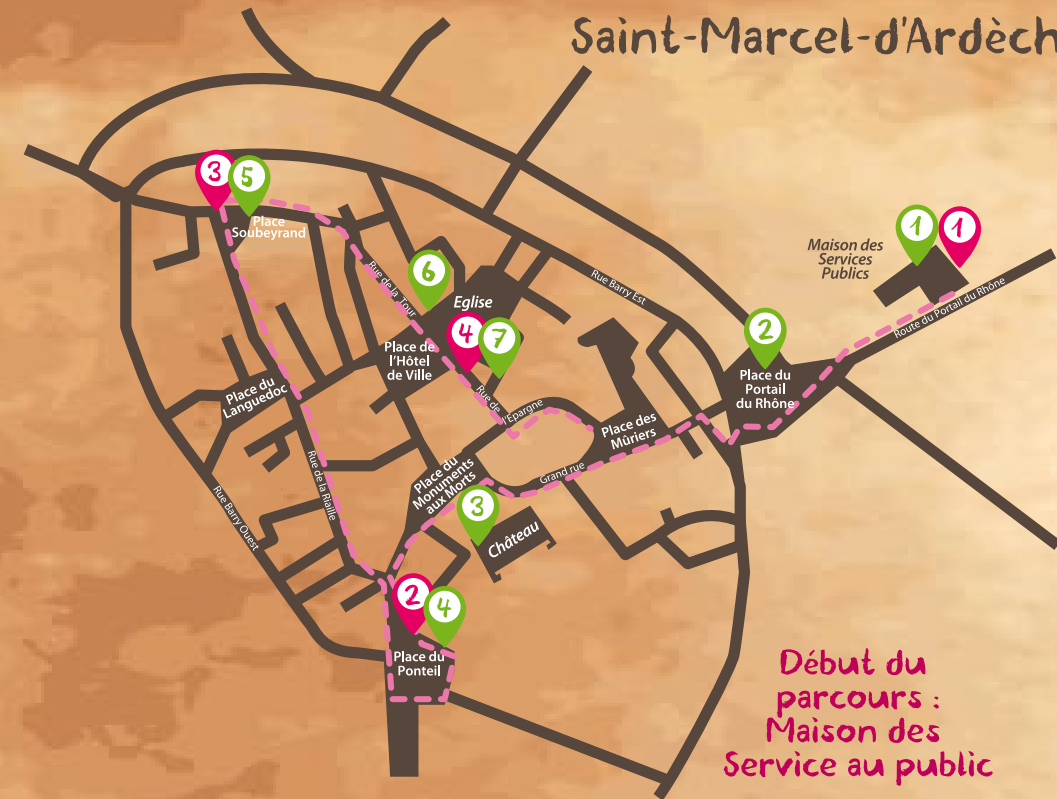 Saint-Marcel-d'Ardèch
3
5
Place
Soubeyrand
1
1
Maison des
Services
Publics
6
Rue de la Tour
Eglise
Rue Barry Est
Route du Portail du Rhône
4
7
2
Place de
l'Hôtel
de Ville
Place du
Portail
du Rhône
Place du
Languedoc
Rue de
l'Epargne
Place des
Mûriers
Rue de la Riaille
Place du
Monuments
aux Morts
Grand rue
Rue Barry Ouest
3
Château
2
4
Place du
Ponteil
Début du
parcours :
Maison des
Service au public